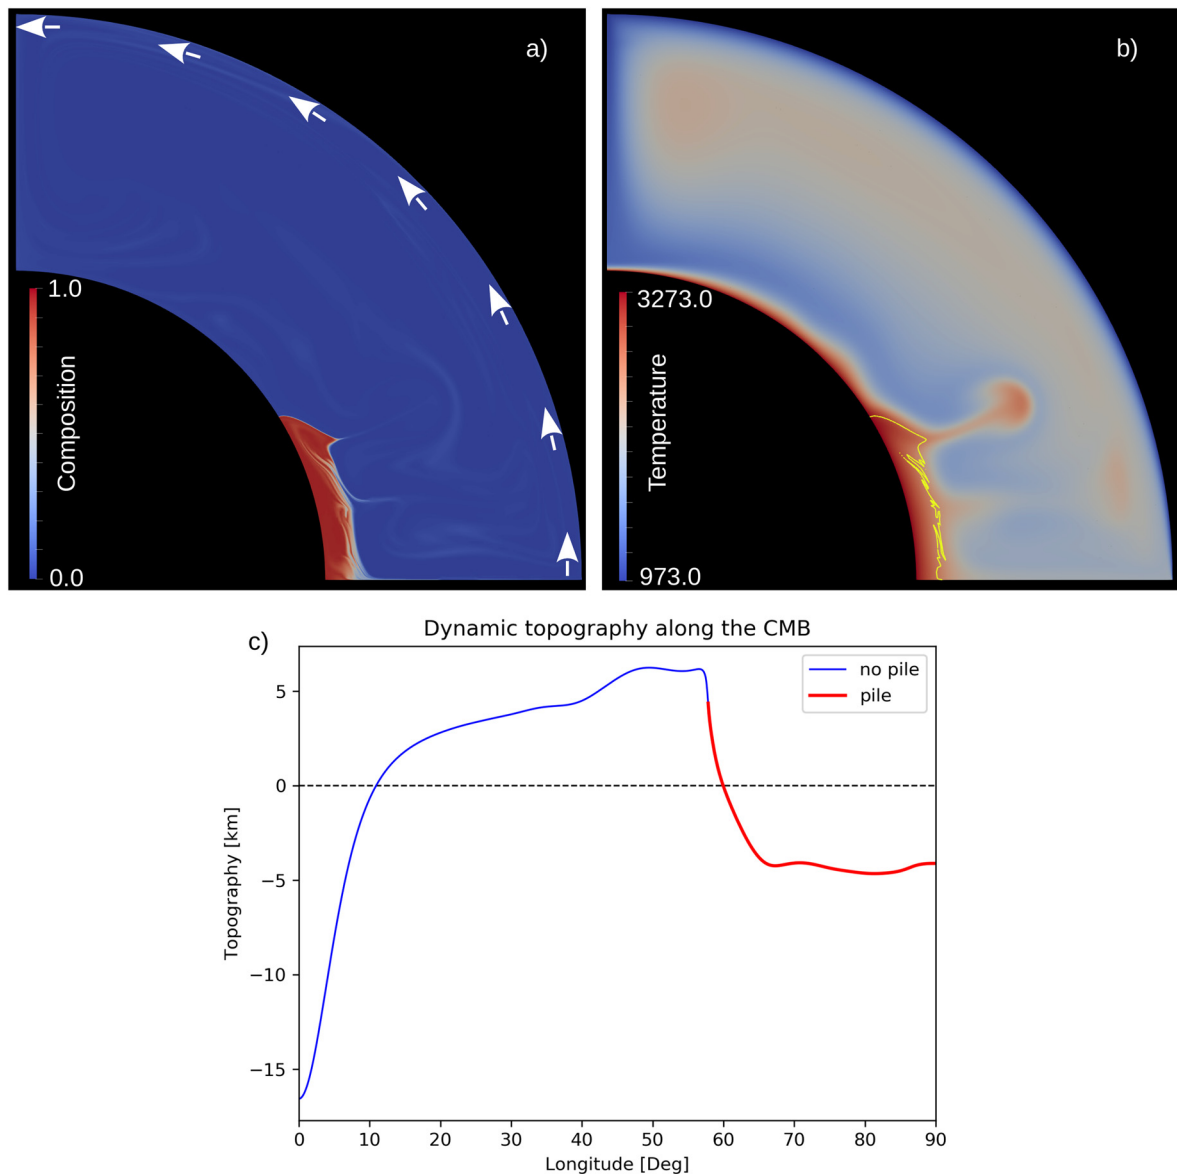 a)
1.0
Composition
0.0
b)
3273.0
Temperature
973.0
c)
Dynamic topography along the CMB
no pile
pile
5
0
−5
−10
−15
Topography [km]
0 10 20 30 40 50 60 70 80 90
Longitude [Deg]